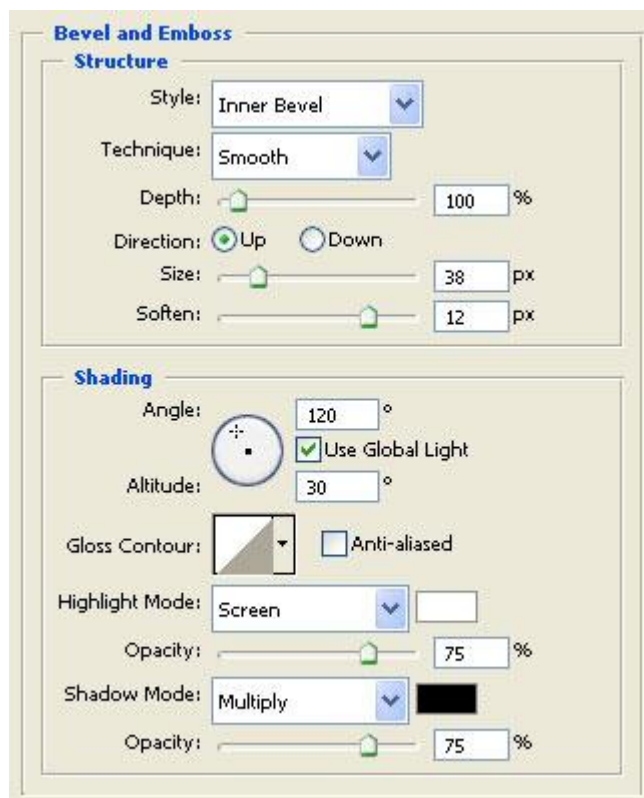 Bevel and Emboss
Structure
Style: Inner Bevel
Technique: Smooth
Depth: 100 %
Direction: Up Down
Size: 38 px
Soften: 12 px
Shading
Angle: 120 °
Use Global Light
Altitude: 30 °
Gloss Contour: Anti-aliased
Highlight Mode: Screen
Opacity: 75 %
Shadow Mode: Multiply
Opacity: 75 %